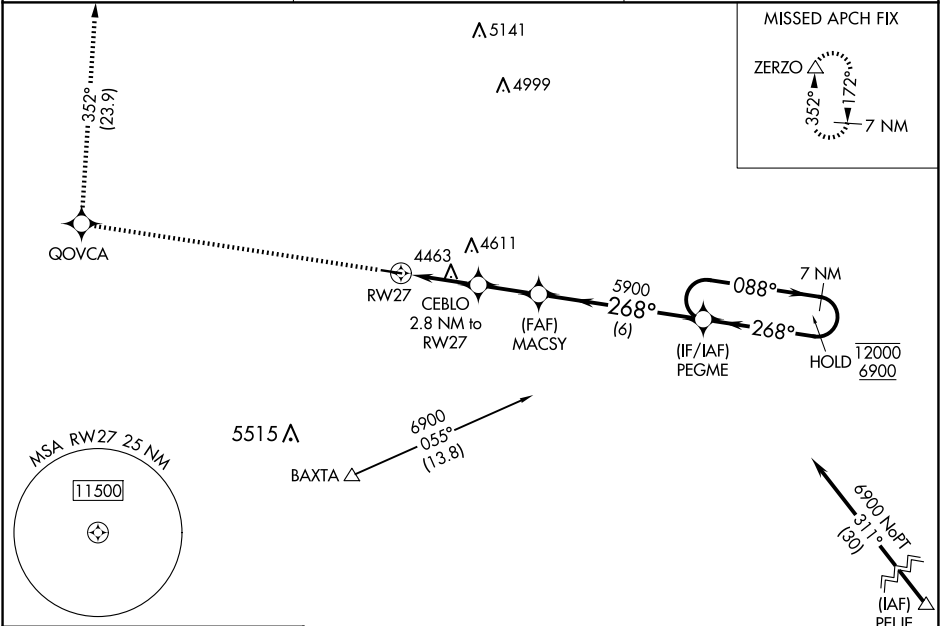 352°
(23.9)
QOVCA
5141
4999
MISSED APCH FIX
ZERZO
352°
172°
7 NM
4463
4611
RW27
CEBLO
2.8 NM to
RW27
(FAF)
MACSY
5900
268°
(6)
(IF/IAF)
PEGME
088°
7 NM
268°
HOLD
12000
6900
5515
BAXTA
6900
055°
(13.8)
MSA RW27 25 NM
11500
6900 NoPT
311°
(30)
(IAF)